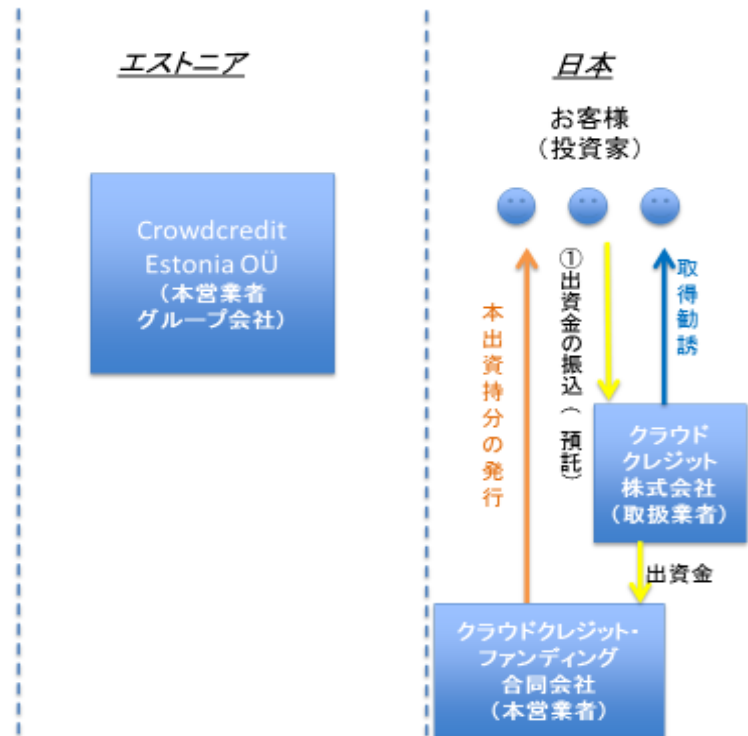 エストニア
Crowdcredit
Estonia OÜ
(本営業者
グループ会社)
日本
お客様
(投資家)
本出資持分の発行
①出資金の振込(預託)
取得勧誘
クラウド
クレジット
株式会社
(取扱業者)
出資金
クラウドクレジット・
ファンディング
合同会社
(本営業者)